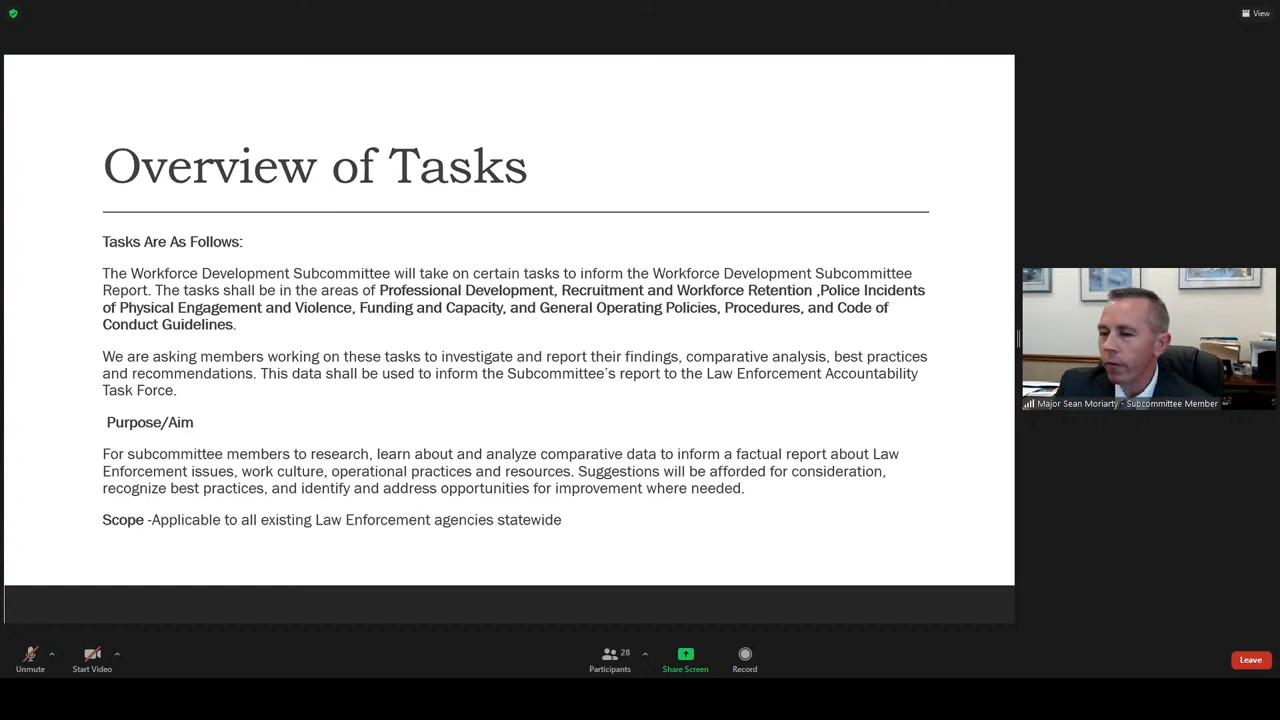 View
Overview of Tasks
Tasks Are As Follows:
The Workforce Development Subcommittee will take on certain tasks to inform the Workforce Development Subcommittee
Report. The tasks shall be in the areas of Professional Development, Recruitment and Workforce Retention ,Police Incidents
of Physical Engagement and Violence, Funding and Capacity, and General Operating Policies, Procedures, and Code of
Conduct Guidelines.
We are asking members working on these tasks to investigate and report their findings, comparative analysis, best practices
and recommendations. This data shall be used to inform the Subcommittee's report to the Law Enforcement Accountability
Task Force.
Purpose/Aim
For subcommittee members to research, learn about and analyze comparative data to inform a factual report about Law
Enforcement issues, work culture, operational practices and resources. Suggestions will be afforded for consideration,
recognize best practices, and identify and address opportunities for improvement where needed.
Scope -Applicable to all existing Law Enforcement agencies statewide
Major Sean Moriarty - Subcommittee Member
Unmute
Start Video
28
Participants
Share Screen
Record
Leave